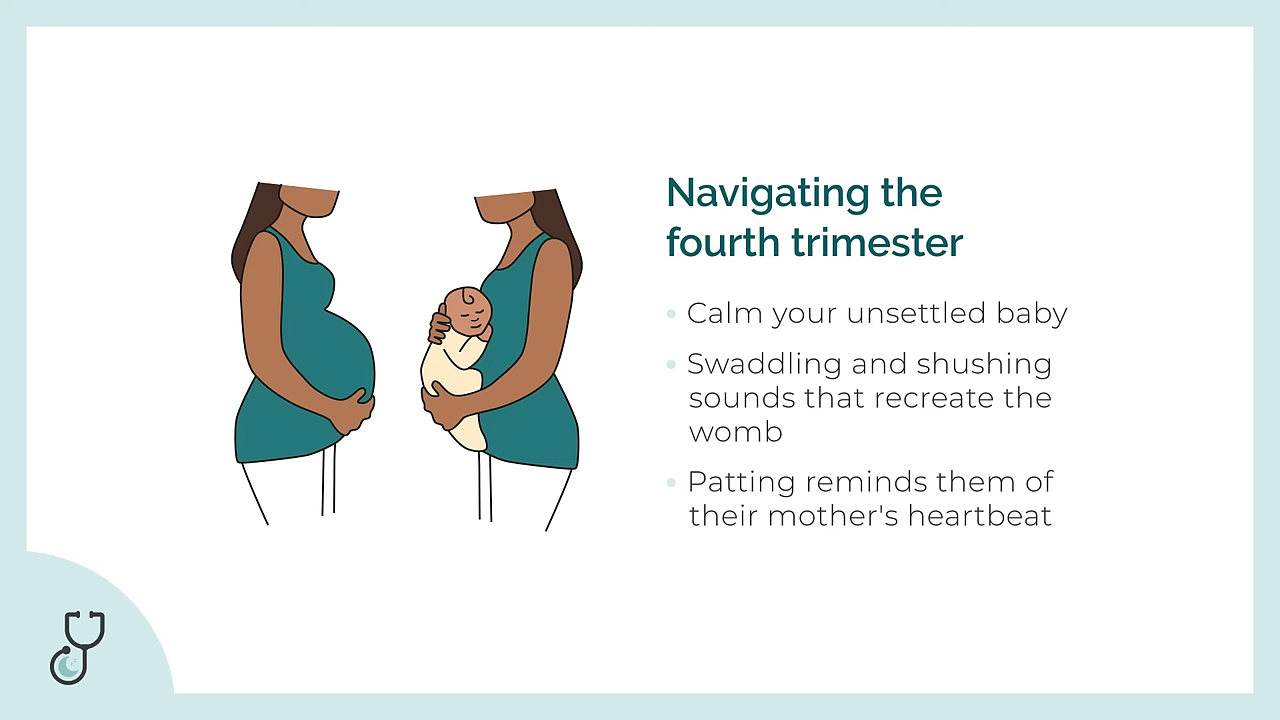 Navigating the
fourth trimester
• Calm your unsettled baby
• Swaddling and shushing
sounds that recreate the
womb
• Patting reminds them of
their mother's heartbeat